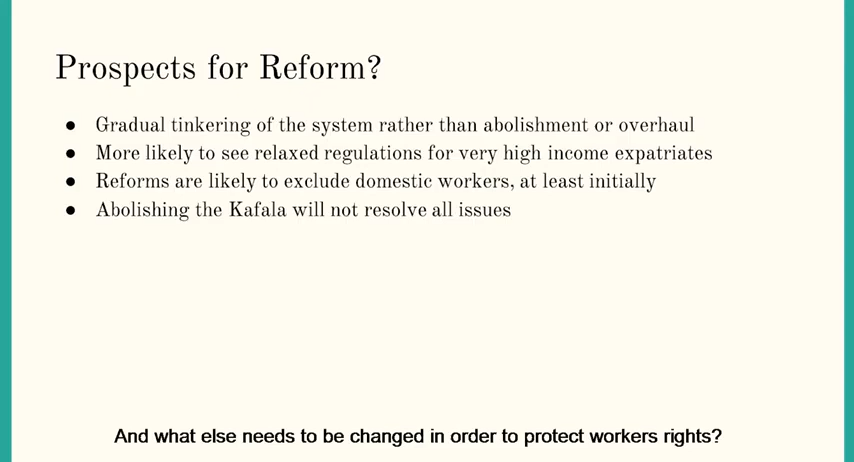 Prospects for Reform?
● Gradual tinkering of the system rather than abolishment or overhaul
● More likely to see relaxed regulations for very high income expatriates
● Reforms are likely to exclude domestic workers, at least initially
● Abolishing the Kafala will not resolve all issues
And what else needs to be changed in order to protect workers rights?